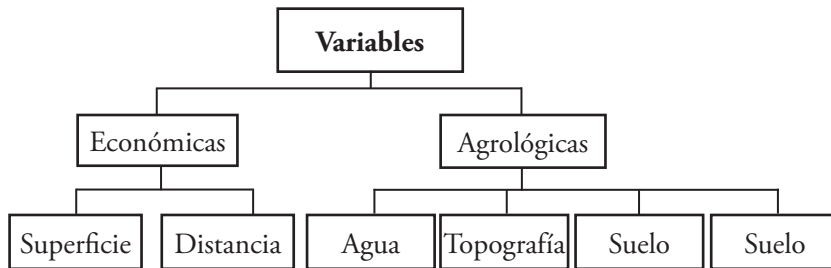 Variables
Económicas
Agrológicas
Superficie
Distancia
Agua
Topografía
Suelo
Suelo